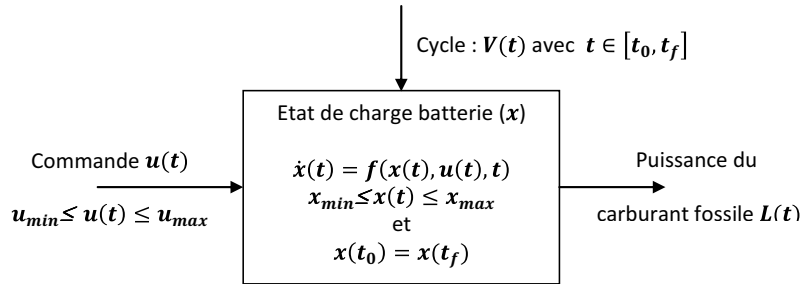 Cycle : V(t) avec t ∈ [t₀, t_f]
Etat de charge batterie (x)
Commande u(t)
u_min ≤ u(t) ≤ u_max
ẋ(t) = f(x(t), u(t), t)
x_min ≤ x(t) ≤ x_max
et
x(t₀) = x(t_f)
Puissance du
carburant fossile L(t)